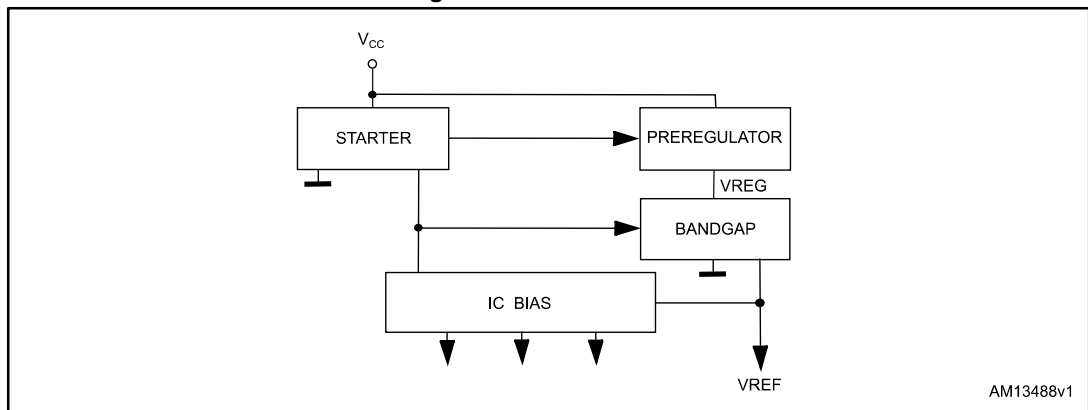 g
V_CC
STARTER
PREREGULATOR
VREG
BANDGAP
IC BIAS
VREF
AM13488v1